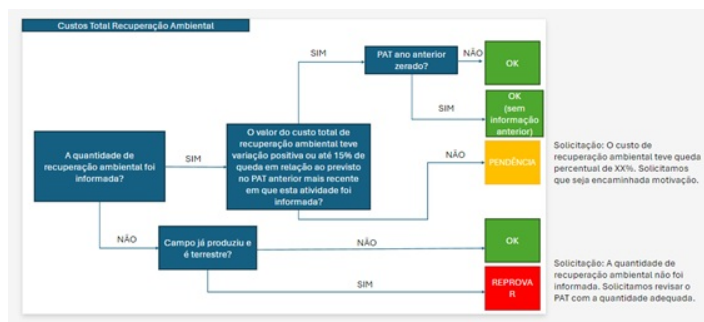 Custos Total Recuperação Ambiental
SIM
PAT ano anterior
zerado?
NÃO
OK
SIM
OK
(sem
informação
anterior)
A quantidade de
recuperação ambiental foi
informada?
SIM
O valor do custo total de
recuperação ambiental teve
variação positiva ou até 15% de
queda em relação ao previsto
no PAT anterior mais recente
em que esta atividade foi
informada?
NÃO
PENDÊNCIA
Solicitação: O custo de
recuperação ambiental teve queda
percentual de XX%. Solicitamos
que seja encaminhada motivação.
NÃO
Campo já produziu e
é terrestre?
NÃO
OK
SIM
REPROVA
R
Solicitação: A quantidade de
recuperação ambiental não foi
informada. Solicitamos revisar o
PAT com a quantidade adequada.